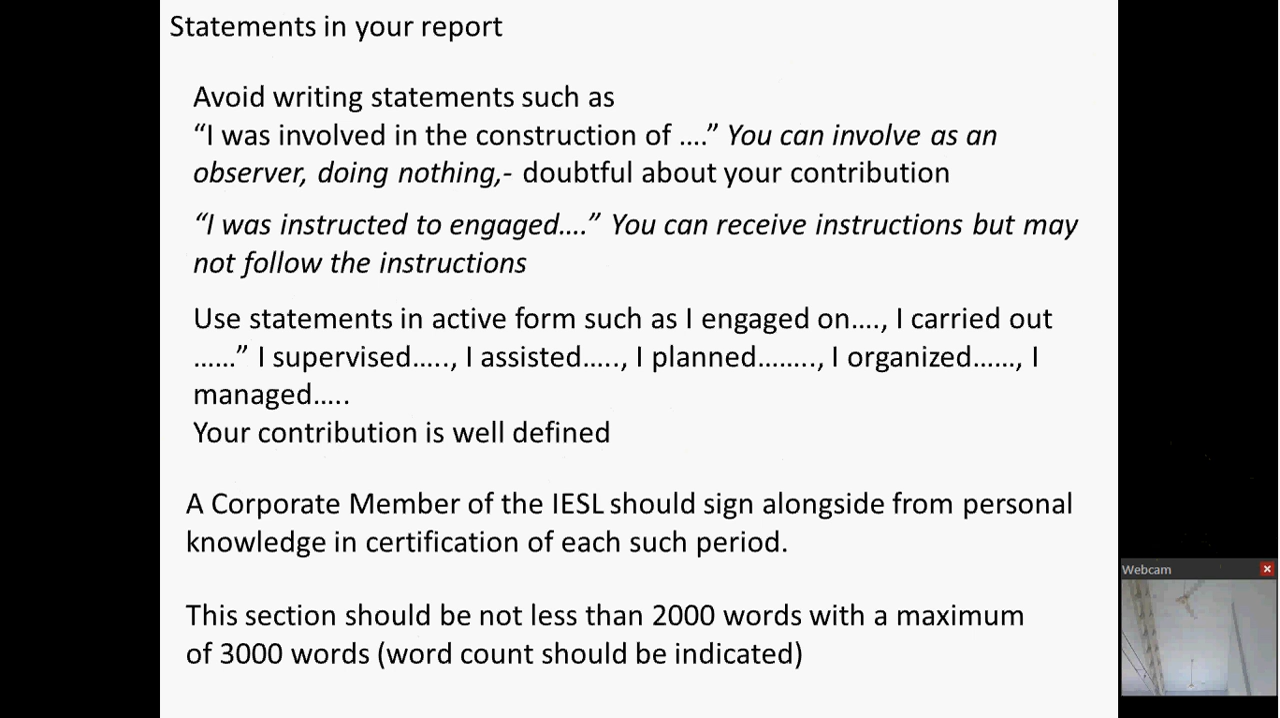 Statements in your report
Avoid writing statements such as
“I was involved in the construction of ….” You can involve as an
observer, doing nothing,- doubtful about your contribution
“I was instructed to engaged….” You can receive instructions but may
not follow the instructions
Use statements in active form such as I engaged on…., I carried out
……” I supervised….., I assisted….., I planned…….., I organized……, I
managed…..
Your contribution is well defined
A Corporate Member of the IESL should sign alongside from personal
knowledge in certification of each such period.
Webcam
This section should be not less than 2000 words with a maximum
of 3000 words (word count should be indicated)